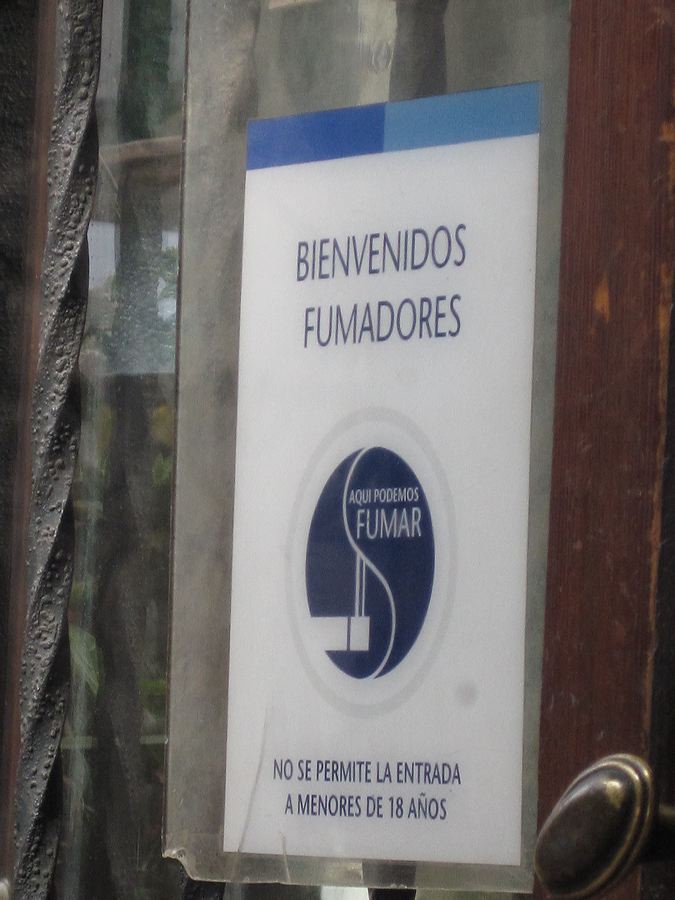 BIENVENIDOS
FUMADORES
AQUI PODEMOS
FUMAR
NO SE PERMITE LA ENTRADA
A MENORES DE 18 AÑOS